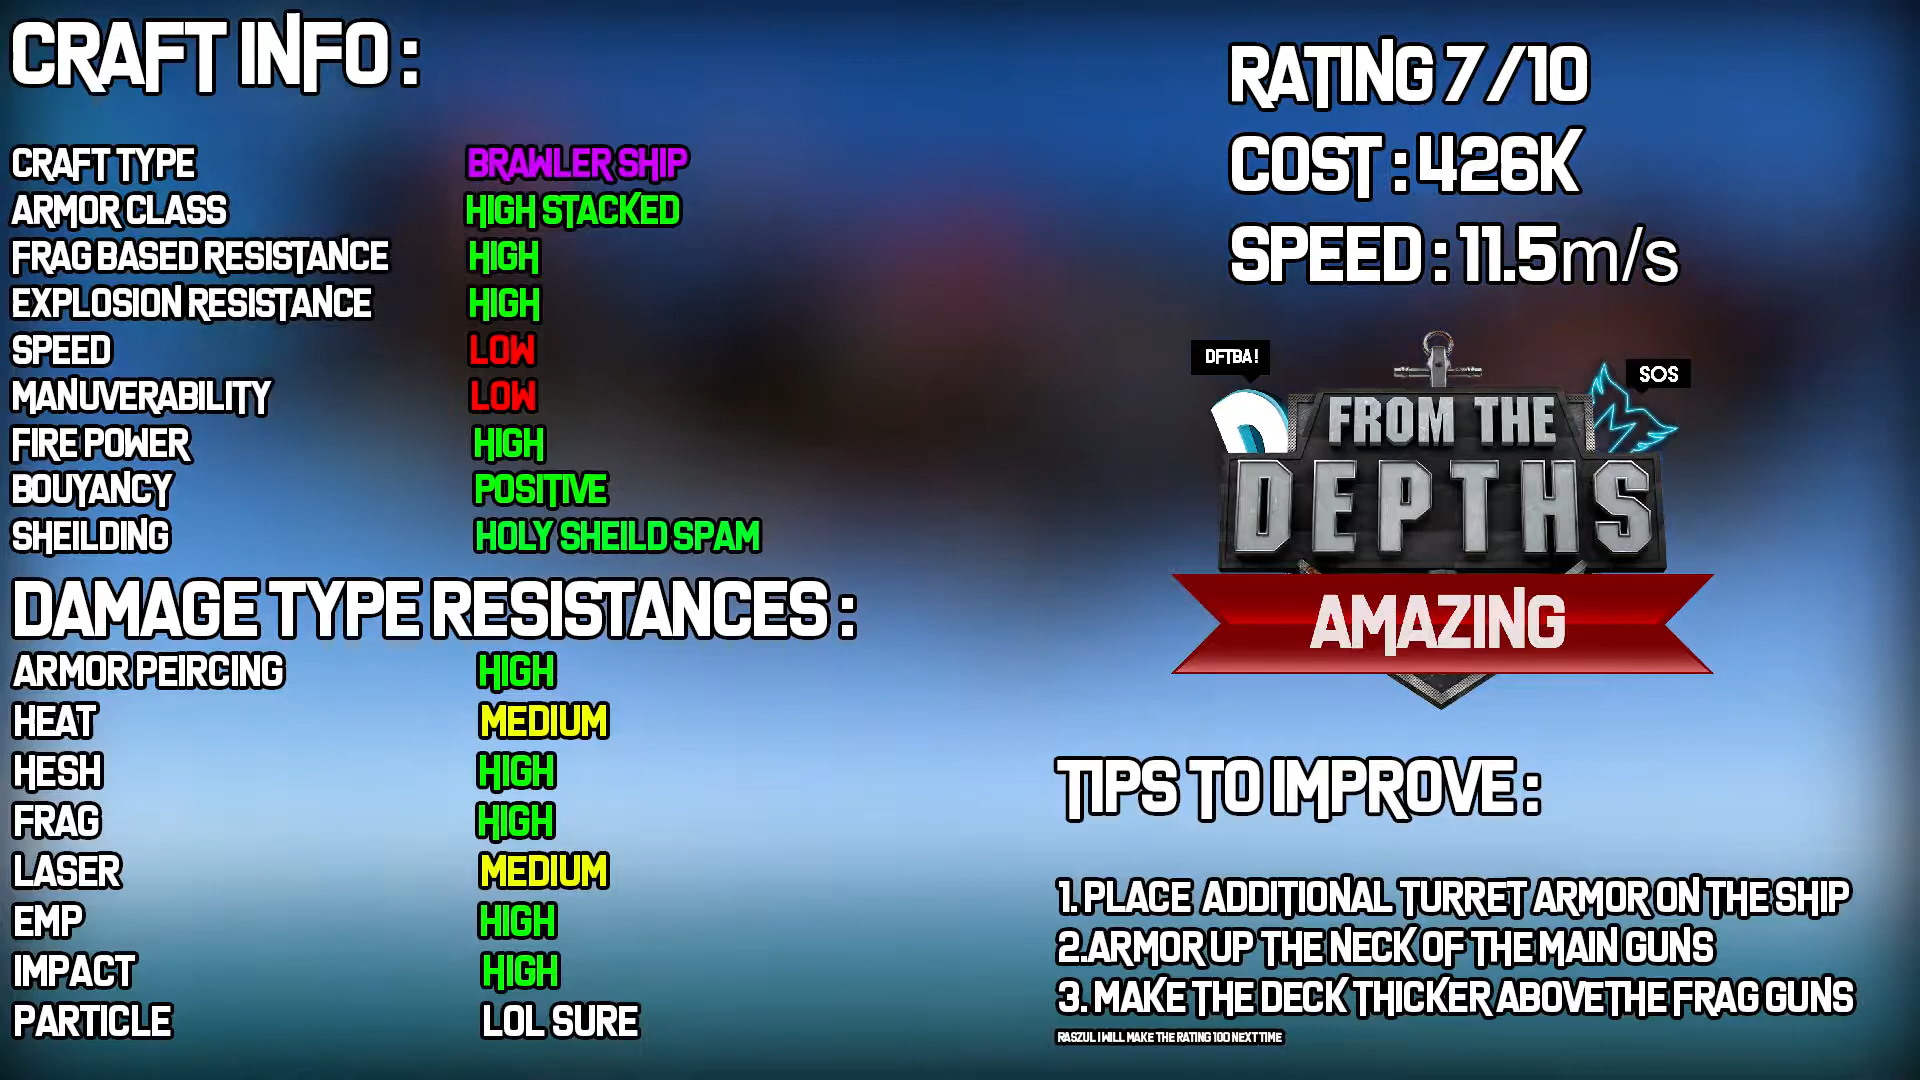 CRAFT INFO :
CRAFT TYPE BRAWLER SHIP
ARMOR CLASS HIGH STACKED
FRAG BASED RESISTANCE HIGH
EXPLOSION RESISTANCE HIGH
SPEED LOW
MANUVERABILITY LOW
FIRE POWER HIGH
BOUYANCY POSITIVE
SHEILDING HOLY SHEILD SPAM
DAMAGE TYPE RESISTANCES :
ARMOR PEIRCING HIGH
HEAT MEDIUM
HESH HIGH
FRAG HIGH
LASER MEDIUM
EMP HIGH
IMPACT HIGH
PARTICLE LOL SURE
RATING 7/10
COST : 426K
SPEED : 11.5m/s
DFTBA!
SOS
FROM THE
DEPTHS
AMAZING
TIPS TO IMPROVE :
1. PLACE ADDITIONAL TURRET ARMOR ON THE SHIP
2.ARMOR UP THE NECK OF THE MAIN GUNS
3. MAKE THE DECK THICKER ABOVETHE FRAG GUNS
RASZUL I WILL MAKE THE RATING 100 NEXT TIME